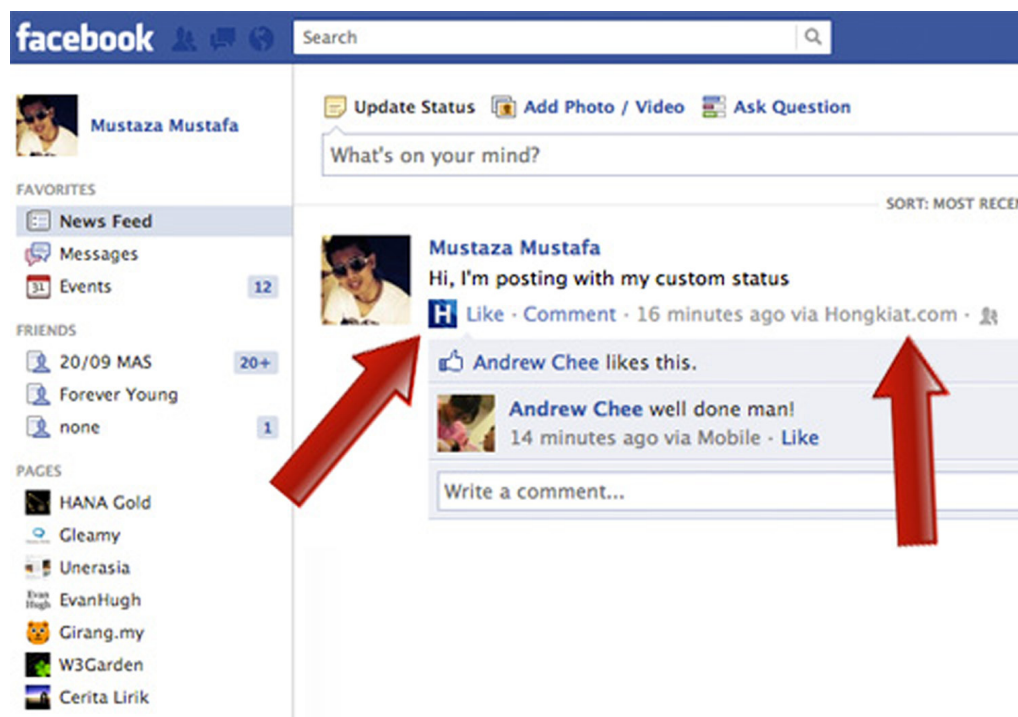 facebook
Search
Mustaza Mustafa
FAVORITES
News Feed
Messages
31
Events 12
FRIENDS
20/09 MAS 20+
Forever Young
none 1
PAGES
HANA Gold
Gleamy
Unerasia
Evan
Hugh
EvanHugh
Girang.my
W3Garden
Cerita Lirik
Update Status Add Photo / Video Ask Question
What's on your mind?
SORT: MOST RECEN
Mustaza Mustafa
Hi, I'm posting with my custom status
H Like · Comment · 16 minutes ago via Hongkiat.com ·
Andrew Chee likes this.
Andrew Chee well done man!
14 minutes ago via Mobile · Like
Write a comment...